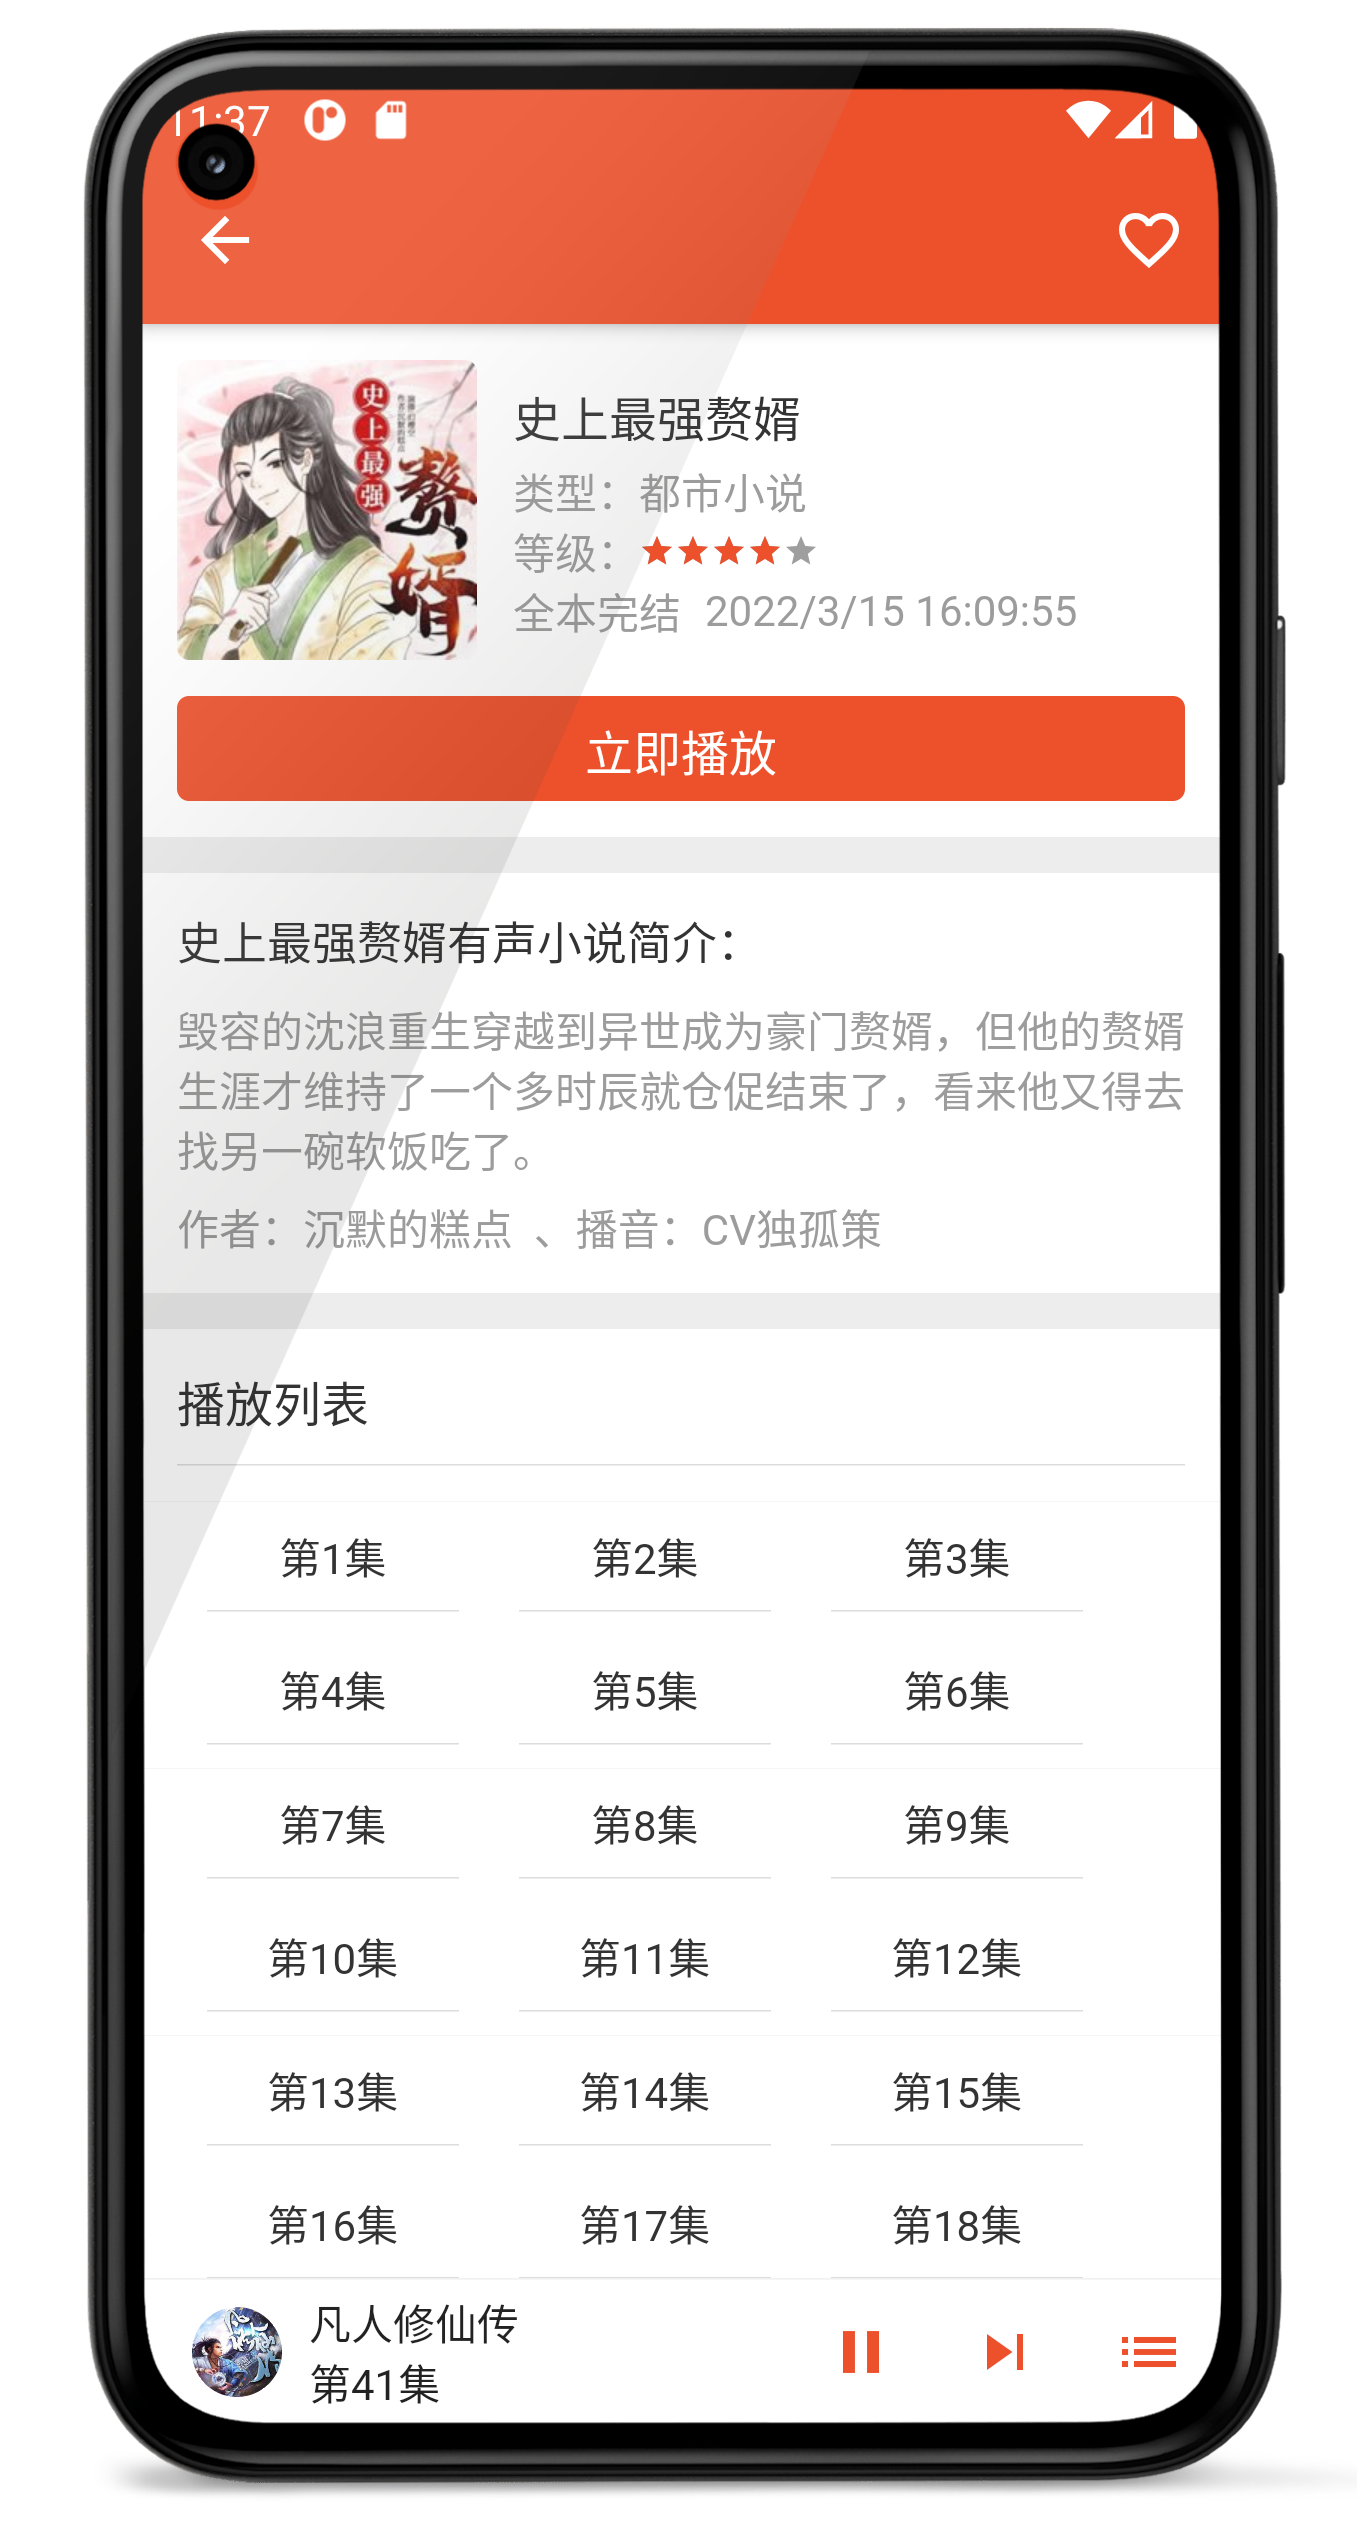 11:37
史上最强赘婿
史上最强
赘婿
类型：都市小说
等级：
全本完结 2022/3/15 16:09:55
立即播放
史上最强赘婿有声小说简介：
毁容的沈浪重生穿越到异世成为豪门赘婿，但他的赘婿
生涯才维持了一个多时辰就仓促结束了，看来他又得去
找另一碗软饭吃了。
作者：沉默的糕点 、播音：CV独孤策
播放列表
第1集 第2集 第3集
第4集 第5集 第6集
第7集 第8集 第9集
第10集 第11集 第12集
第13集 第14集 第15集
第16集 第17集 第18集
凡人修仙传
第41集